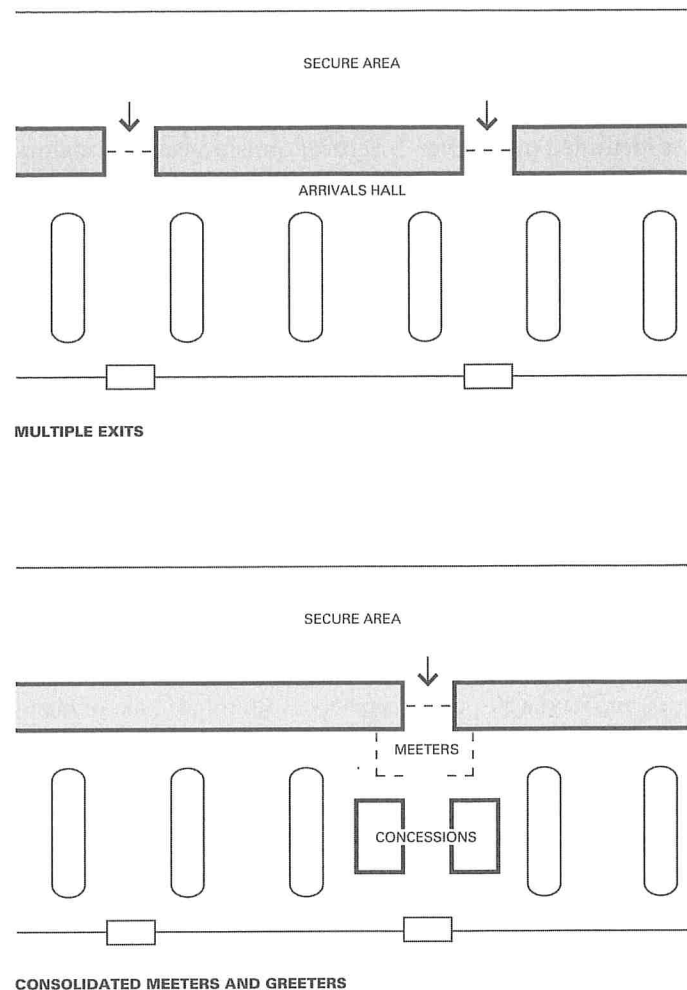 SECURE AREA
ARRIVALS HALL
MULTIPLE EXITS
SECURE AREA
MEETERS
CONCESSIONS
CONSOLIDATED MEETERS AND GREETERS